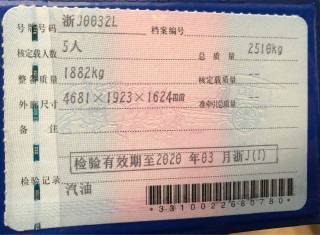 号牌号码 浙J0032L 档案编号
核定载人数 5人 总质量 2510kg
整备质量 1882kg 核定载质量 --
外廓尺寸 4681×1923×1624mm 准牵引总质量 --
备注
检验有效期至2020年03月浙J(1)
检验记录
汽油
*3310022680780*